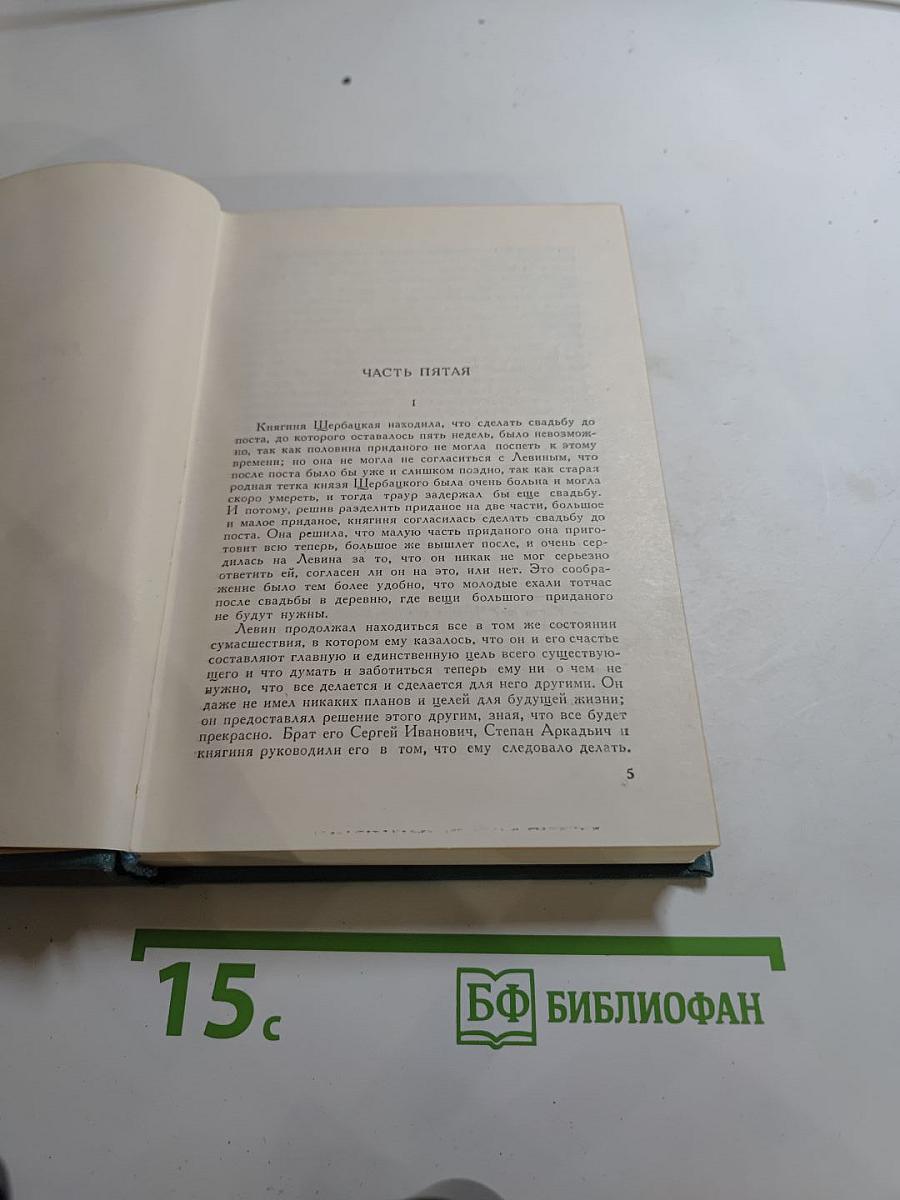 ЧАСТЬ ПЯТАЯ
I
Княгиня Щербацкая находила, что сделать свадьбу до
поста, до которого оставалось пять недель, было невозмож-
но, так как половина приданого не могла поспеть к этому
времени; но она не могла не согласиться с Левиным, что
после поста было бы уже и слишком поздно, так как старая
родная тетка князя Щербацкого была очень больна и могла
скоро умереть, и тогда траур задержал бы еще свадьбу.
И потому, решив разделить приданое на две части, большое
и малое приданое, княгиня согласилась сделать свадьбу до
поста. Она решила, что малую часть приданого она приго-
товит всю теперь, большое же вышлет после, и очень сер-
дилась на Левина за то, что он никак не мог серьезно
ответить ей, согласен ли он на это, или нет. Это сообра-
жение было тем более удобно, что молодые ехали тотчас
после свадьбы в деревню, где вещи большого приданого
не будут нужны.
Левин продолжал находиться все в том же состоянии
сумасшествия, в котором ему казалось, что он и его счастье
составляют главную и единственную цель всего существую-
щего и что думать и заботиться теперь ему ни о чем не
нужно, что все делается и сделается для него другими. Он
даже не имел никаких планов и целей для будущей жизни;
он предоставлял решение этого другим, зная, что все будет
прекрасно. Брат его Сергей Иванович, Степан Аркадьич и
княгиня руководили его в том, что ему следовало делать.
5
15 с
БФ БИБЛИОФАН